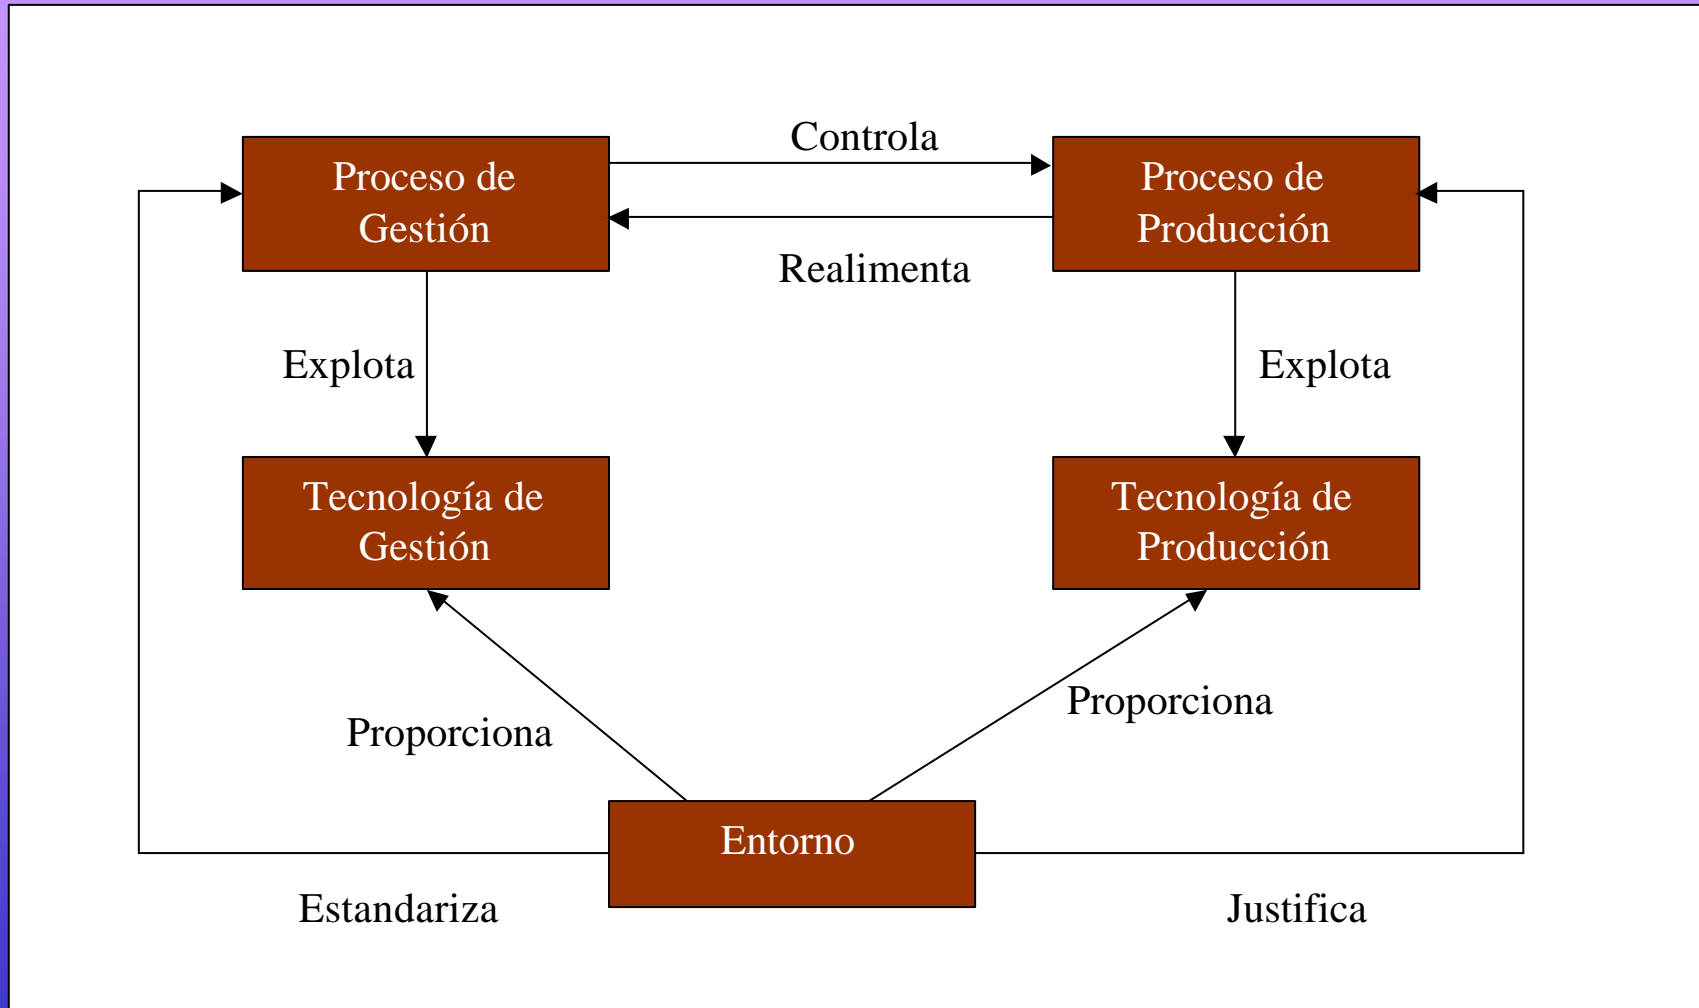 Controla
Proceso de
Gestión
Proceso de
Producción
Realimenta
Explota
Explota
Tecnología de
Gestión
Tecnología de
Producción
Proporciona
Proporciona
Entorno
Estandariza
Justifica